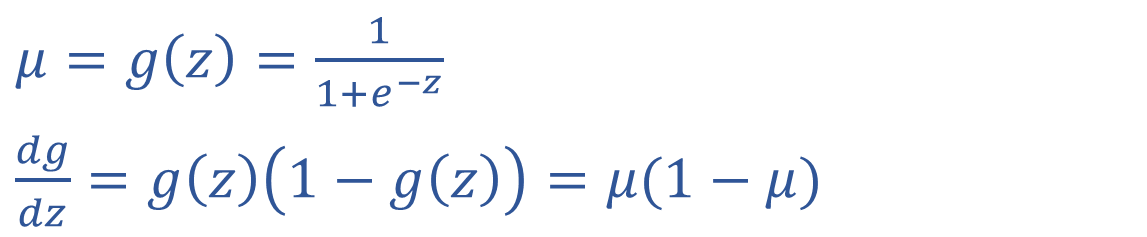 μ = g(z) = 1/(1+e^{−z})
dg/dz = g(z)(1 − g(z)) = μ(1 − μ)